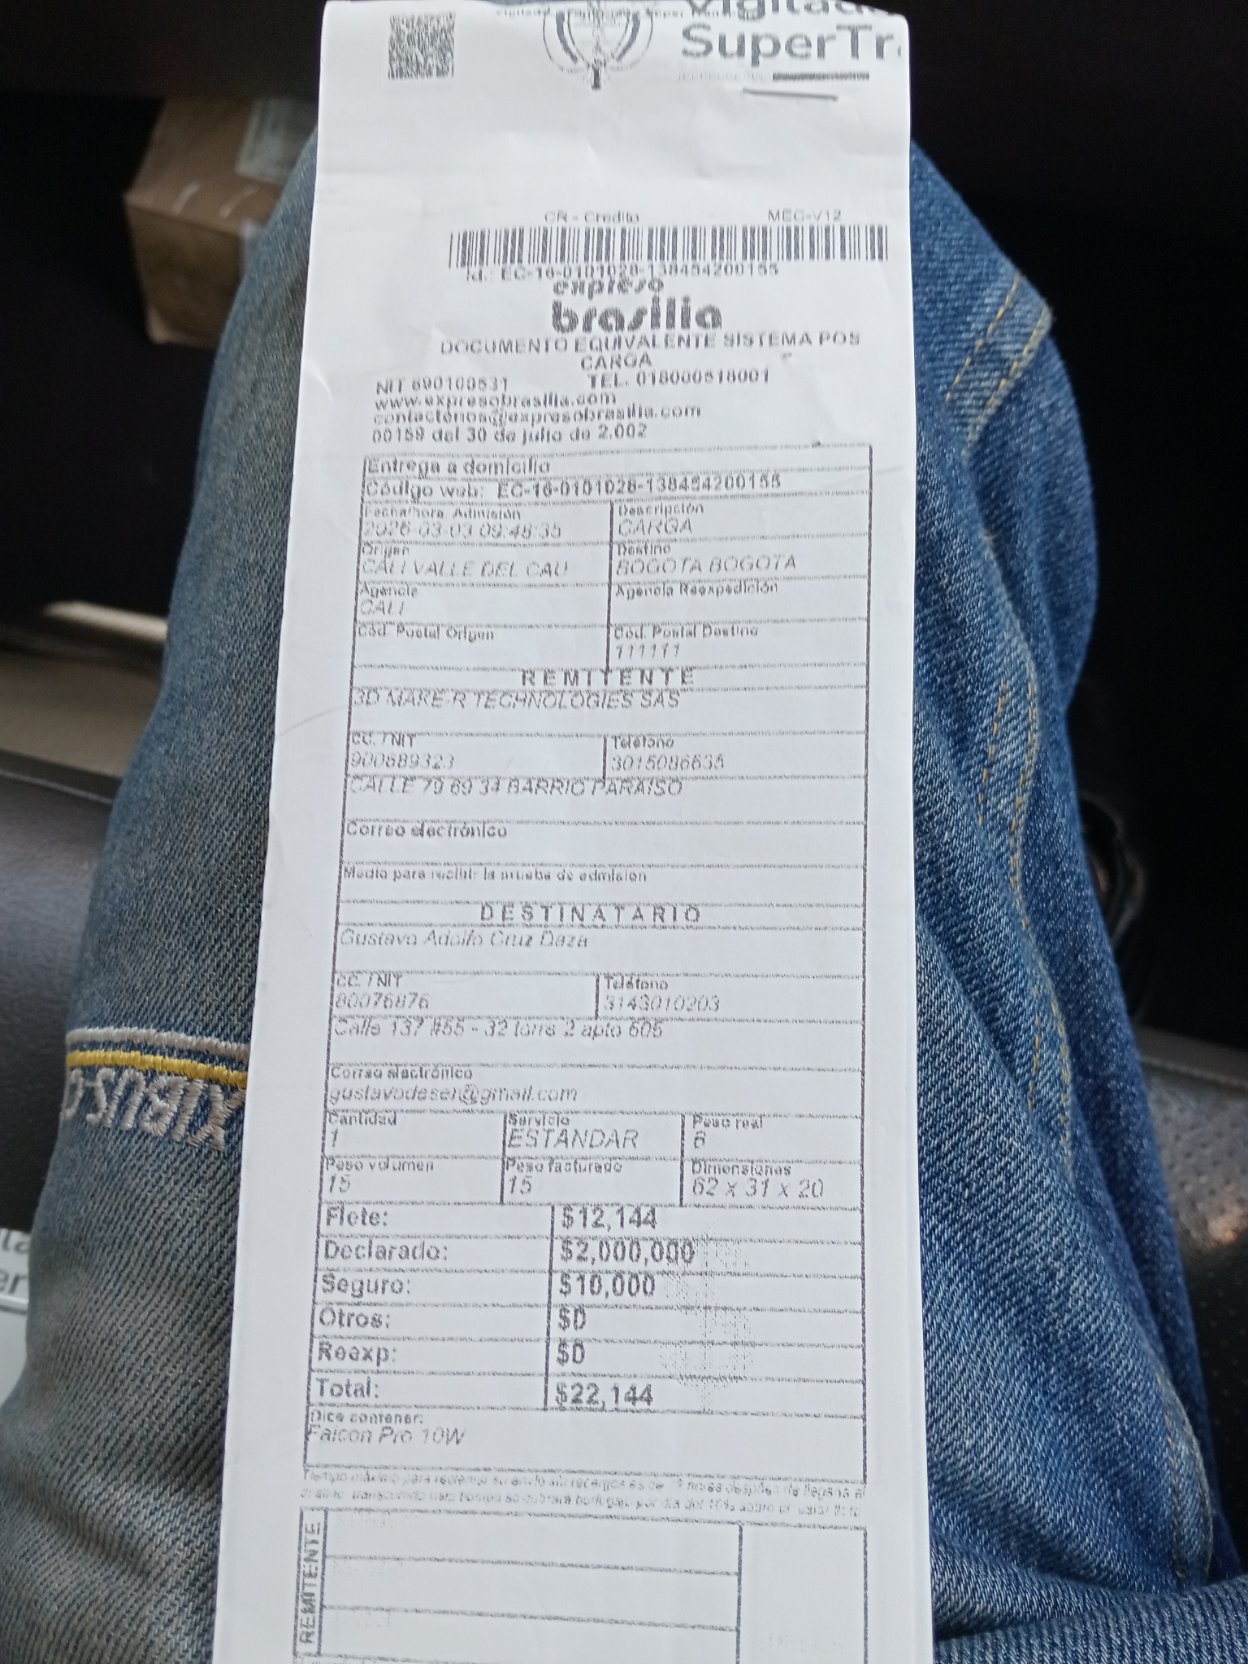 Vigilado
SuperTr
CR - Credito MEC-V12
Id.: EC-16-0101028-138454200155
expreso
brasilia
DOCUMENTO EQUIVALENTE SISTEMA POS
CARGA
NIT 890100531 TEL. 018000518001
www.expresobrasilia.com
contactenos@expresobrasilia.com
00159 del 30 de julio de 2.002
Entrega a domicilio
Código web: EC-16-0101028-138454200155
Fecha/hora Admisión Descripción
2026-03-03 09:48:35 CARGA
Origen Destino
CALI VALLE DEL CAU BOGOTA BOGOTA
Agencia Agencia Reexpedición
CALI
Cód. Postal Origen Cód. Postal Destino
111111
REMITENTE
3D MAKE-R TECHNOLOGIES SAS
CC. / NIT Teléfono
900689323 3015086635
CALLE 79 69 34 BARRIO PARAISO
Correo electrónico
Medio para recibir la prueba de admisión
DESTINATARIO
Gustavo Adolfo Cruz Daza
CC. / NIT Teléfono
80076876 3143010203
Calle 137 #55 - 32 torre 2 apto 605
Correo electrónico
gustavodeser@gmail.com
Cantidad Servicio Peso real
1 ESTANDAR 6
Peso volumen Peso facturado Dimensiones
15 15 62 x 31 x 20
Flete: $12,144
Declarado: $2,000,000
Seguro: $10,000
Otros: $0
Reexp: $0
Total: $22,144
Dice contener:
Falcon Pro 10W
REMITENTE
XIBUS